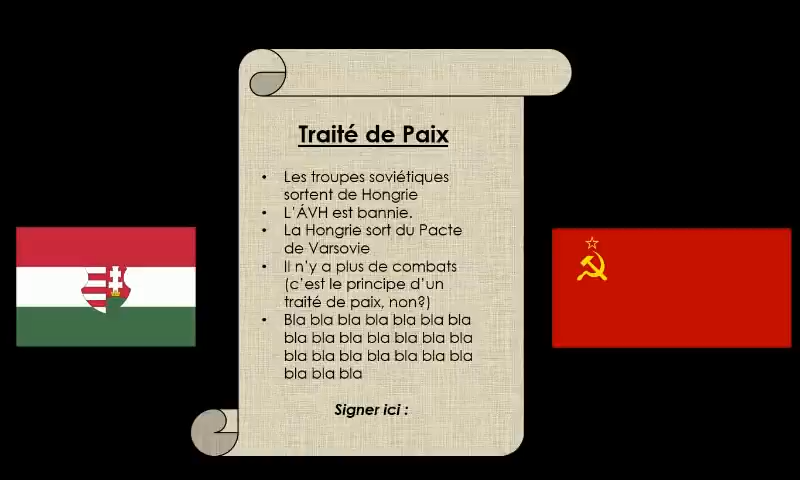 Traité de Paix
• Les troupes soviétiques
sortent de Hongrie
• L'ÁVH est bannie.
• La Hongrie sort du Pacte
de Varsovie
• Il n'y a plus de combats
(c'est le principe d'un
traité de paix, non?)
• Bla bla bla bla bla bla bla
bla bla bla bla bla bla bla
bla bla bla bla bla bla bla
bla bla bla
Signer ici :